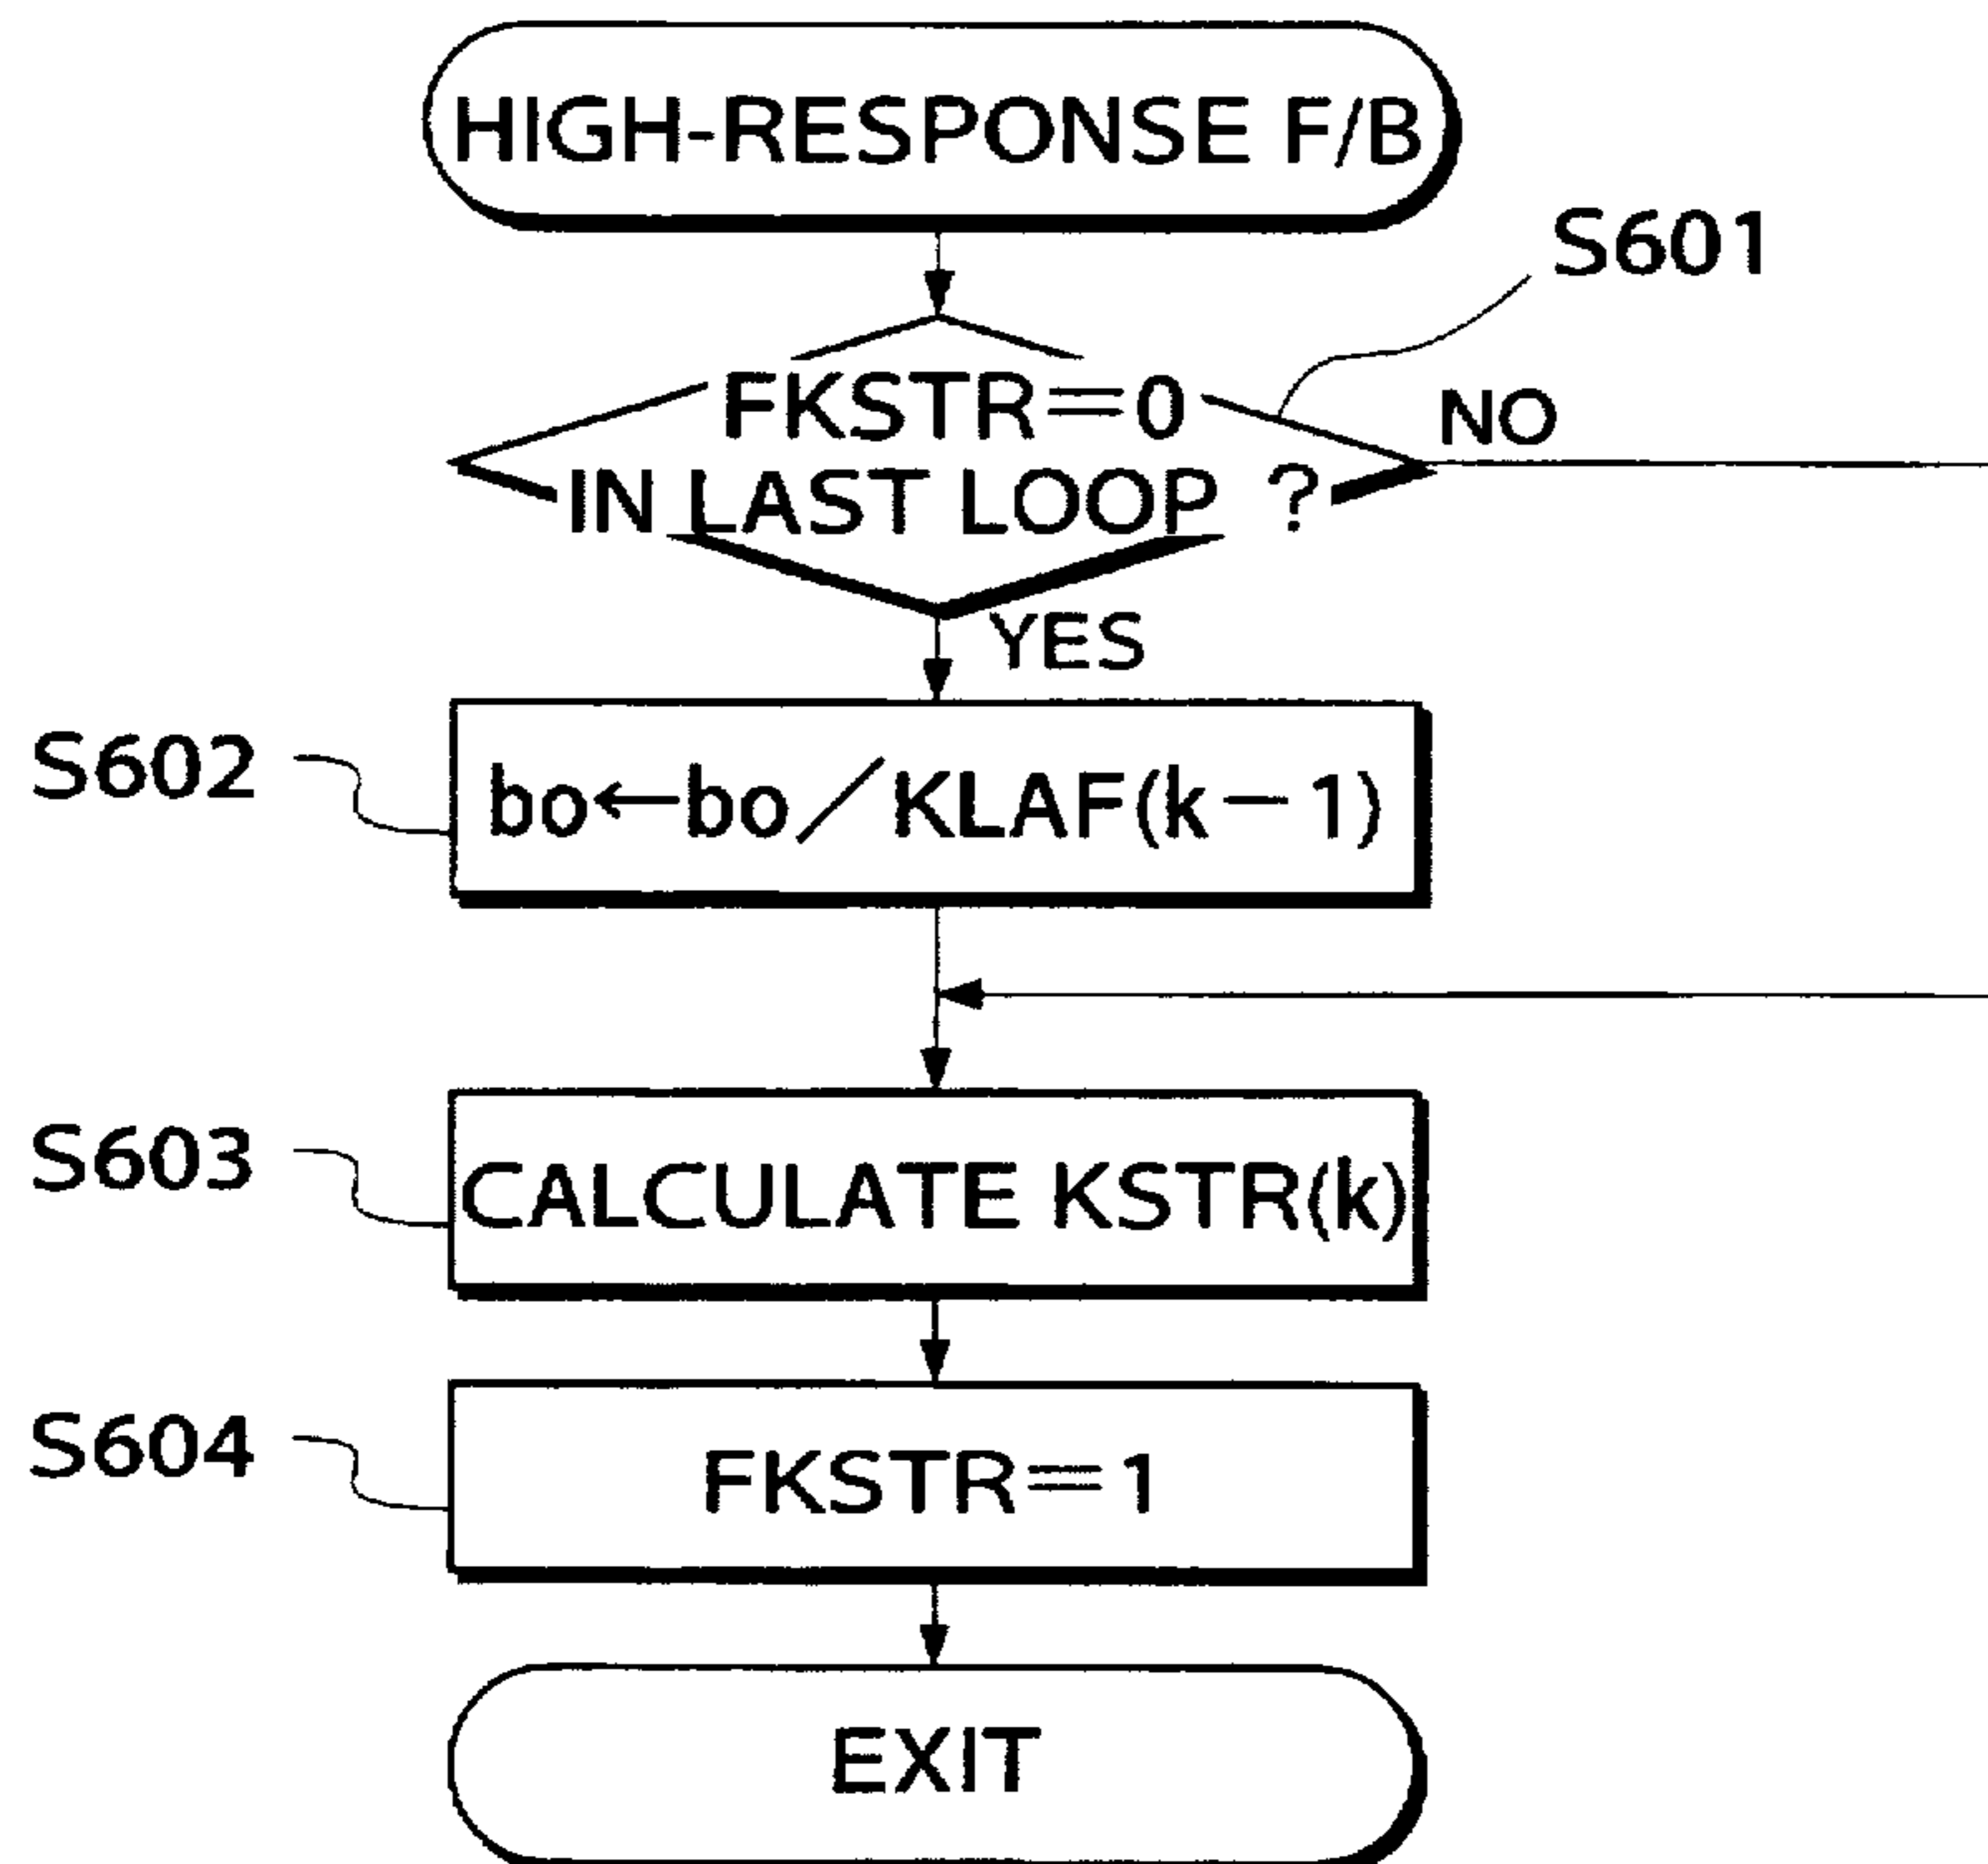 HIGH-RESPONSE F/B
S601
FKSTR=0
NO
IN LAST LOOP ?
YES
S602
bo←bo/KLAF(k-1)
S603
CALCULATE KSTR(k)
S604
FKSTR=1
EXIT